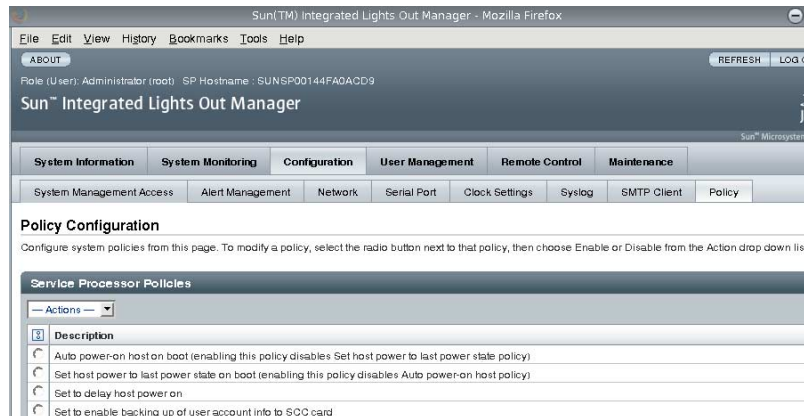 Sun(TM) Integrated Lights Out Manager - Mozilla Firefox
File Edit View History Bookmarks Tools Help
ABOUT REFRESH LOG
Role (User): Administrator (root) SP Hostname : SUNSP00144FA0ACD9
Sun™ Integrated Lights Out Manager
Sun™ Microsystem
System Information System Monitoring Configuration User Management Remote Control Maintenance
System Management Access Alert Management Network Serial Port Clock Settings Syslog SMTP Client Policy
Policy Configuration
Configure system policies from this page. To modify a policy, select the radio button next to that policy, then choose Enable or Disable from the Action drop down lis
Service Processor Policies
— Actions —
Description
Auto power-on host on boot (enabling this policy disables Set host power to last power state policy)
Set host power to last power state on boot (enabling this policy disables Auto power-on host policy)
Set to delay host power on
Set to enable backing up of user account info to SCC card